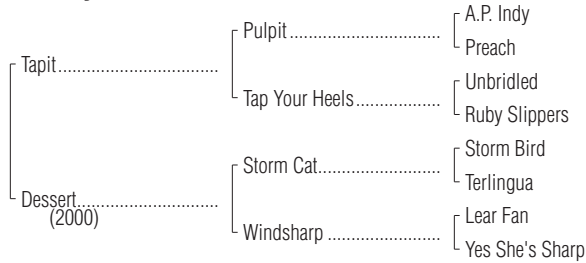 A.P. Indy
Pulpit........................................
Preach
Tapit...........................................
Unbridled
Tap Your Heels......................
Ruby Slippers
Storm Bird
Storm Cat................................
Terlingua
Dessert......................................
(2000)
Lear Fan
Windsharp .............................
Yes She's Sharp